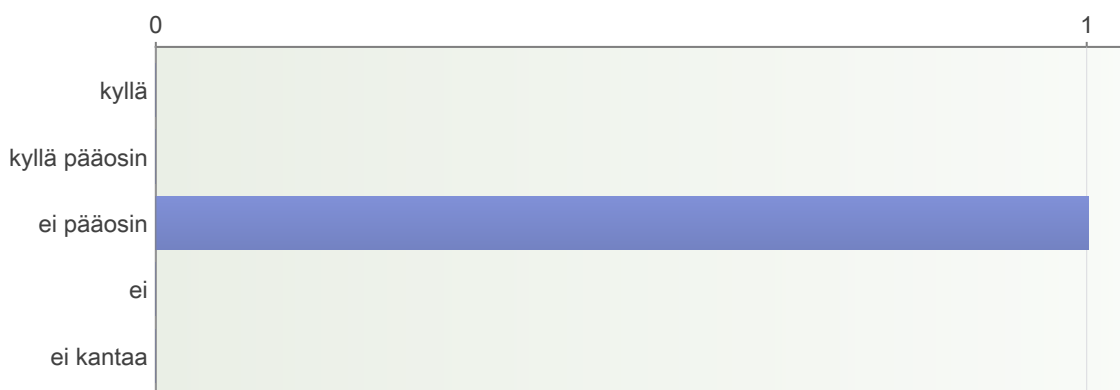 0 1
kyllä
kyllä pääosin
ei pääosin
ei
ei kantaa